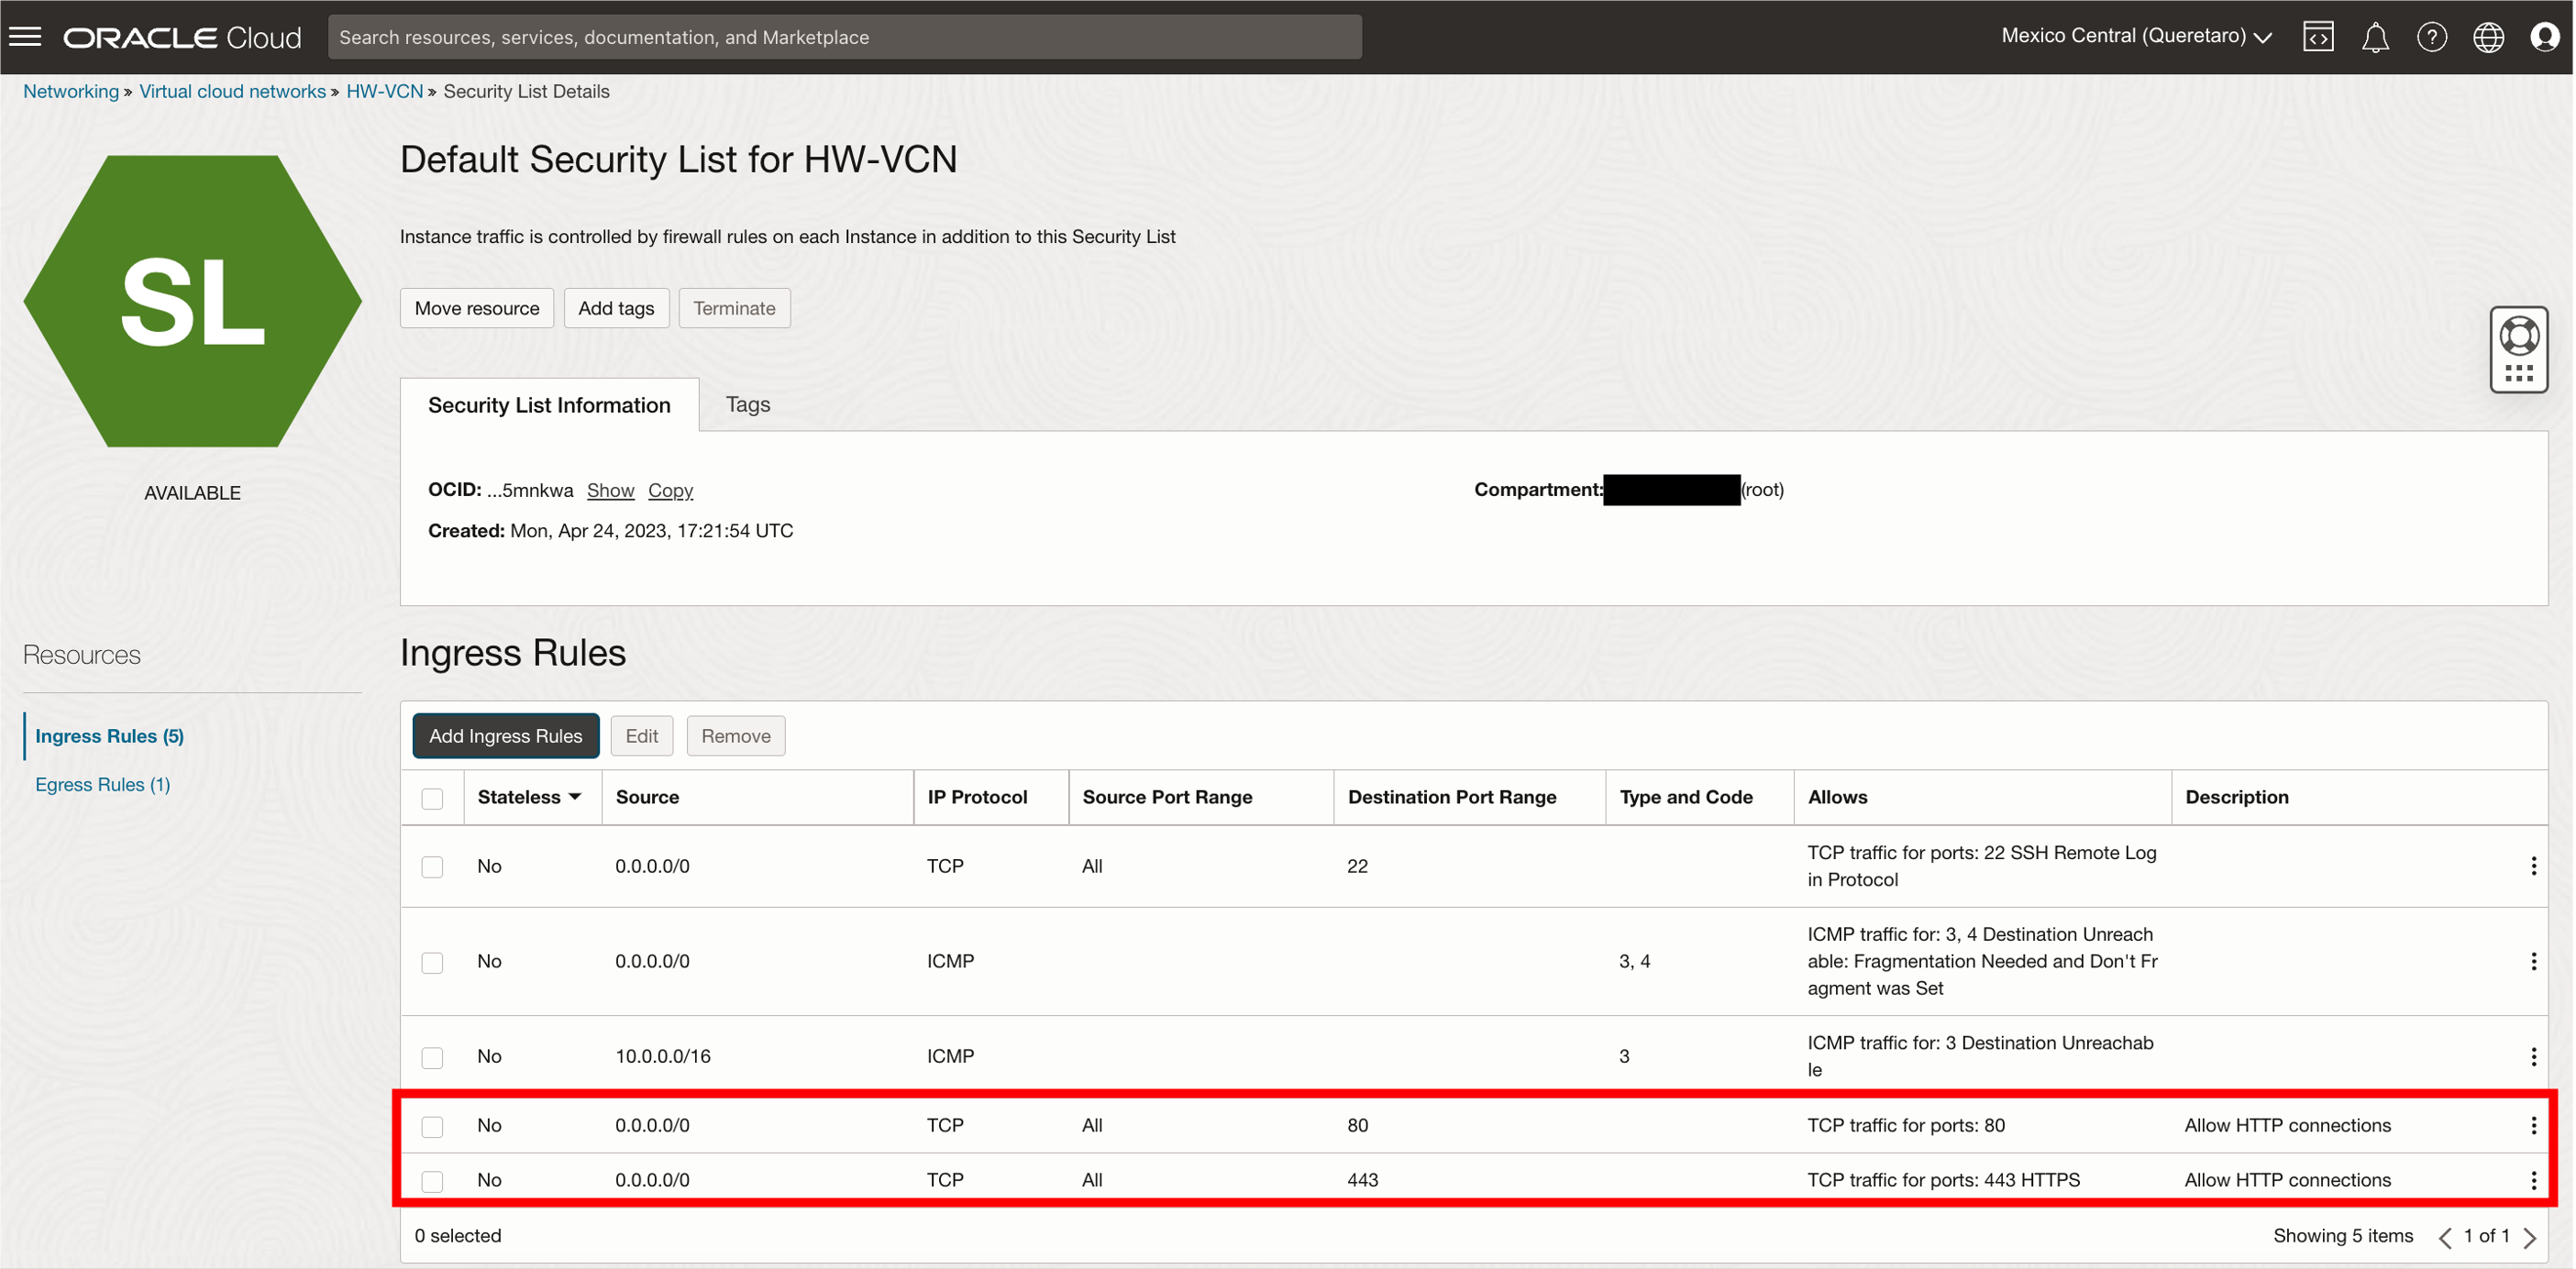 ORACLE Cloud
Search resources, services, documentation, and Marketplace
Mexico Central (Queretaro)
Networking » Virtual cloud networks » HW-VCN » Security List Details
SL
AVAILABLE
Default Security List for HW-VCN
Instance traffic is controlled by firewall rules on each Instance in addition to this Security List
Move resource Add tags Terminate
Security List Information Tags
OCID: ...5mnkwa Show Copy
Compartment: (root)
Created: Mon, Apr 24, 2023, 17:21:54 UTC
Resources
Ingress Rules (5)
Egress Rules (1)
Ingress Rules
Add Ingress Rules Edit Remove
Stateless Source IP Protocol Source Port Range Destination Port Range Type and Code Allows Description
No 0.0.0.0/0 TCP All 22 TCP traffic for ports: 22 SSH Remote Log
in Protocol
No 0.0.0.0/0 ICMP 3, 4 ICMP traffic for: 3, 4 Destination Unreach
able: Fragmentation Needed and Don't Fr
agment was Set
No 10.0.0.0/16 ICMP 3 ICMP traffic for: 3 Destination Unreachab
le
No 0.0.0.0/0 TCP All 80 TCP traffic for ports: 80 Allow HTTP connections
No 0.0.0.0/0 TCP All 443 TCP traffic for ports: 443 HTTPS Allow HTTP connections
0 selected
Showing 5 items < 1 of 1 >